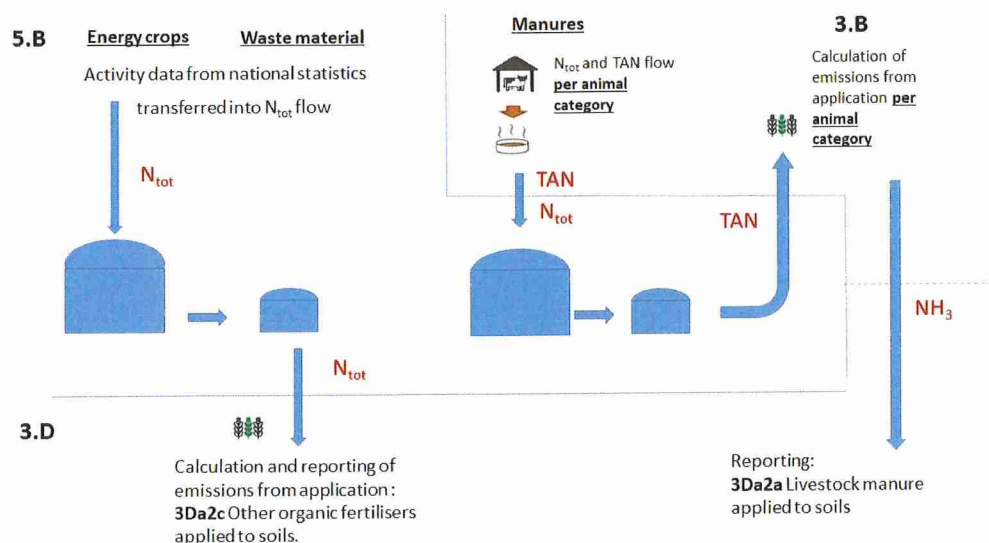 5.B
Energy crops
Waste material
Activity data from national statistics
transferred into Ntot flow
Ntot
Ntot
Manures
Ntot and TAN flow
per animal
category
TAN
Ntot
TAN
3.B
Calculation of
emissions from
application per
animal
category
NH3
3.D
Calculation and reporting of
emissions from application :
3Da2c Other organic fertilisers
applied to soils.
Reporting:
3Da2a Livestock manure
applied to soils